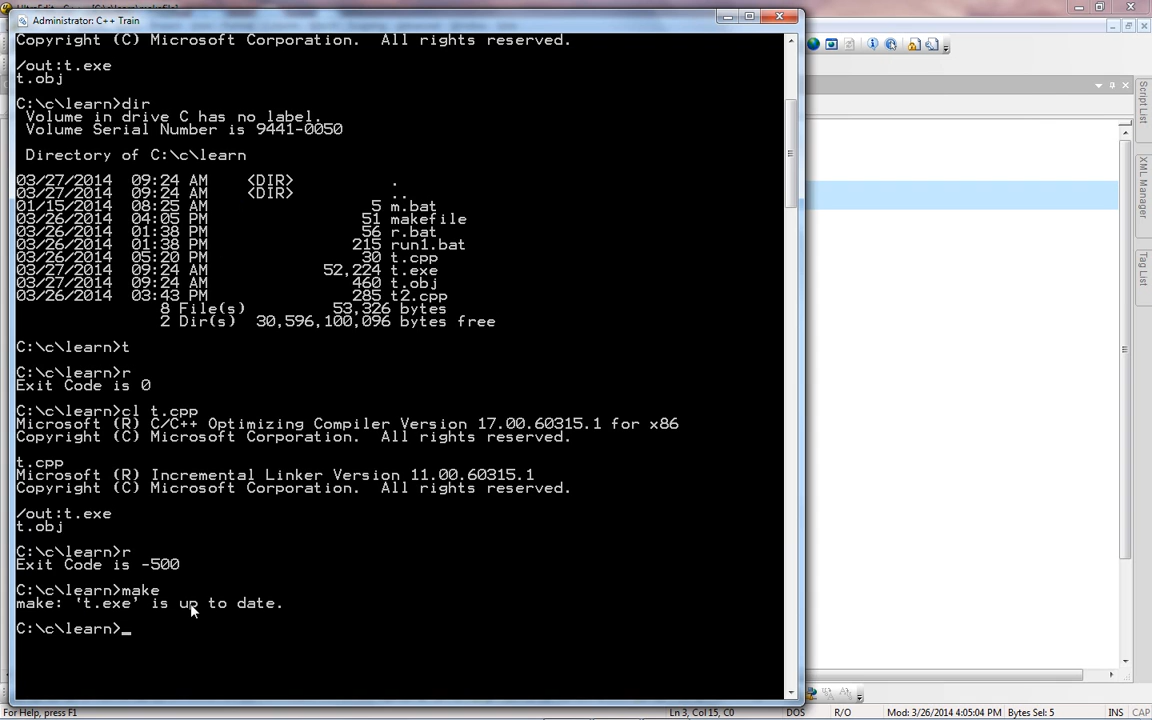 Administrator: C++ Train
Copyright (C) Microsoft Corporation.  All rights reserved.
/out:t.exe
t.obj
C:\c\learn>dir
Volume in drive C has no label.
Volume Serial Number is 9441-0050
Directory of C:\c\learn
03/27/2014  09:24 AM    <DIR>          .
03/27/2014  09:24 AM    <DIR>          ..
01/15/2014  08:25 AM                 5 m.bat
03/26/2014  04:05 PM                51 makefile
03/26/2014  01:38 PM                56 r.bat
03/26/2014  01:38 PM               215 run1.bat
03/26/2014  05:20 PM                30 t.cpp
03/27/2014  09:24 AM            52,224 t.exe
03/27/2014  09:24 AM               460 t.obj
03/26/2014  03:43 PM               285 t2.cpp
8 File(s)         53,326 bytes
2 Dir(s)  30,596,100,096 bytes free
C:\c\learn>t
C:\c\learn>r
Exit Code is 0
C:\c\learn>cl t.cpp
Microsoft (R) C/C++ Optimizing Compiler Version 17.00.60315.1 for x86
Copyright (C) Microsoft Corporation.  All rights reserved.
t.cpp
Microsoft (R) Incremental Linker Version 11.00.60315.1
Copyright (C) Microsoft Corporation.  All rights reserved.
/out:t.exe
t.obj
C:\c\learn>r
Exit Code is -500
C:\c\learn>make
make: 't.exe' is up to date.
C:\c\learn>_
Script List
XML Manager
Tag List
For Help, press F1
Ln 3, Col 15, C0
DOS
R/O
Mod: 3/26/2014 4:05:04 PM
Bytes Sel: 5
INS
CAP